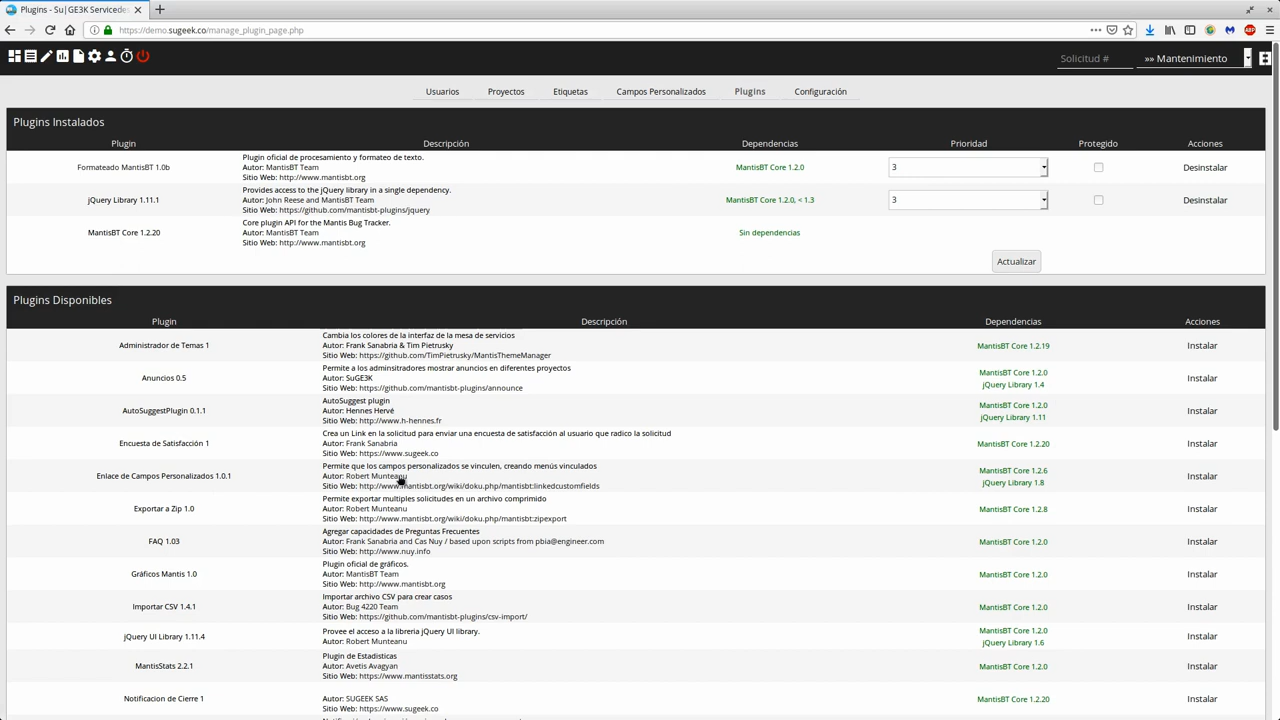 Plugins - Su|GE3K Servicedes
https://demo.sugeek.co/manage_plugin_page.php
Solicitud #
»» Mantenimiento
Usuarios Proyectos Etiquetas Campos Personalizados Plugins Configuración
Plugins Instalados
Plugin Descripción Dependencias Prioridad Protegido Acciones
Plugin oficial de procesamiento y formateo de texto.
Formateado MantisBT 1.0b Autor: MantisBT Team MantisBT Core 1.2.0 3 Desinstalar
Sitio Web: http://www.mantisbt.org
Provides access to the jQuery library in a single dependency.
jQuery Library 1.11.1 Autor: John Reese and MantisBT Team MantisBT Core 1.2.0, < 1.3 3 Desinstalar
Sitio Web: https://github.com/mantisbt-plugins/jquery
Core plugin API for the Mantis Bug Tracker.
MantisBT Core 1.2.20 Autor: MantisBT Team Sin dependencias
Sitio Web: http://www.mantisbt.org
Actualizar
Plugins Disponibles
Plugin Descripción Dependencias Acciones
Cambia los colores de la interfaz de la mesa de servicios
Administrador de Temas 1 Autor: Frank Sanabria & Tim Pietrusky MantisBT Core 1.2.19 Instalar
Sitio Web: https://github.com/TimPietrusky/MantisThemeManager
Permite a los adminsitradores mostrar anuncios en diferentes proyectos
MantisBT Core 1.2.0
Anuncios 0.5 Autor: SuGE3K Instalar
jQuery Library 1.4
Sitio Web: https://github.com/mantisbt-plugins/announce
AutoSuggest plugin
MantisBT Core 1.2.0
AutoSuggestPlugin 0.1.1 Autor: Hennes Hervé Instalar
jQuery Library 1.11
Sitio Web: http://www.h-hennes.fr
Crea un Link en la solicitud para enviar una encuesta de satisfacción al usuario que radico la solicitud
Encuesta de Satisfacción 1 Autor: Frank Sanabria MantisBT Core 1.2.20 Instalar
Sitio Web: https://www.sugeek.co
Permite que los campos personalizados se vinculen, creando menús vinculados
MantisBT Core 1.2.6
Enlace de Campos Personalizados 1.0.1 Autor: Robert Munteanu Instalar
jQuery Library 1.8
Sitio Web: http://www.mantisbt.org/wiki/doku.php/mantisbt:linkedcustomfields
Permite exportar multiples solicitudes en un archivo comprimido
Exportar a Zip 1.0 Autor: Robert Munteanu MantisBT Core 1.2.8 Instalar
Sitio Web: http://www.mantisbt.org/wiki/doku.php/mantisbt:zipexport
Agregar capacidades de Preguntas Frecuentes
FAQ 1.03 Autor: Frank Sanabria and Cas Nuy / based upon scripts from pbia@engineer.com MantisBT Core 1.2.0 Instalar
Sitio Web: http://www.nuy.info
Plugin oficial de gráficos.
Gráficos Mantis 1.0 Autor: MantisBT Team MantisBT Core 1.2.0 Instalar
Sitio Web: http://www.mantisbt.org
Importar archivo CSV para crear casos
Importar CSV 1.4.1 Autor: Bug 4220 Team MantisBT Core 1.2.0 Instalar
Sitio Web: https://github.com/mantisbt-plugins/csv-import/
Provee el acceso a la libreria jQuery UI library.
MantisBT Core 1.2.0
jQuery UI Library 1.11.4 Autor: Robert Munteanu Instalar
jQuery Library 1.6
Plugin de Estadisticas
MantisStats 2.2.1 Autor: Avetis Avagyan MantisBT Core 1.2.0 Instalar
Sitio Web: https://www.mantisstats.org
Notificacion de Cierre 1 Autor: SUGEEK SAS MantisBT Core 1.2.20 Instalar
Sitio Web: https://www.sugeek.co